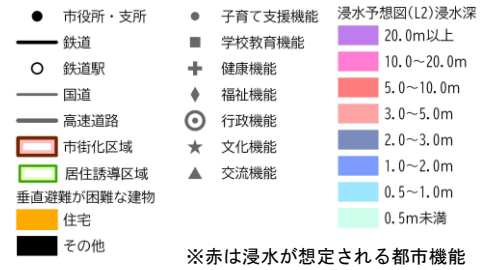 市役所・支所
鉄道
鉄道駅
国道
高速道路
市街化区域
居住誘導区域
垂直避難が困難な建物
住宅
その他
子育て支援機能
学校教育機能
健康機能
福祉機能
行政機能
文化機能
交流機能
浸水予想図(L2)浸水深
20.0m以上
10.0～20.0m
5.0～10.0m
3.0～5.0m
2.0～3.0m
1.0～2.0m
0.5～1.0m
0.5m未満
※赤は浸水が想定される都市機能